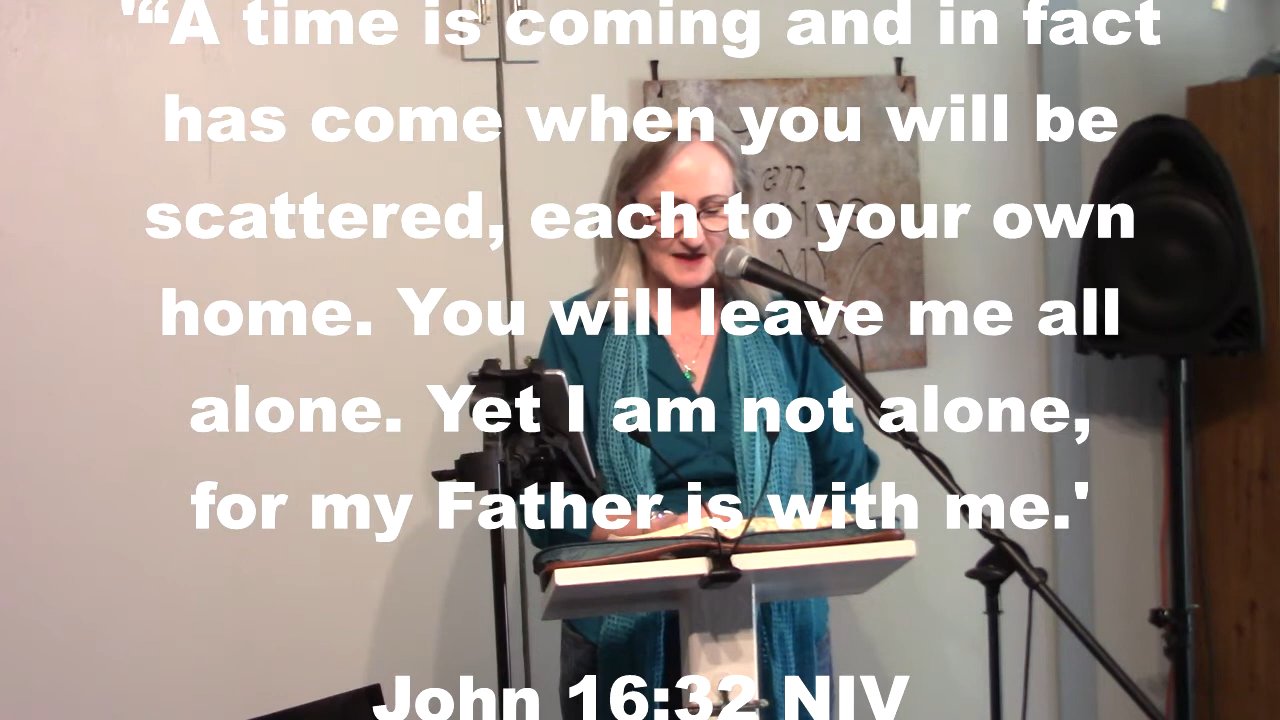 '“A time is coming and in fact
has come when you will be
scattered, each to your own
home. You will leave me all
alone. Yet I am not alone,
for my Father is with me.'
John 16:32 NIV